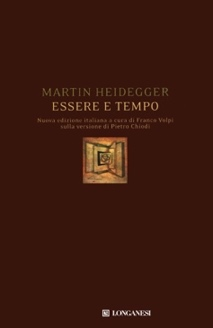 MARTIN HEIDEGGER
ESSERE E TEMPO
Nuova edizione italiana a cura di Franco Volpi
sulla versione di Pietro Chiodi
LONGANESI